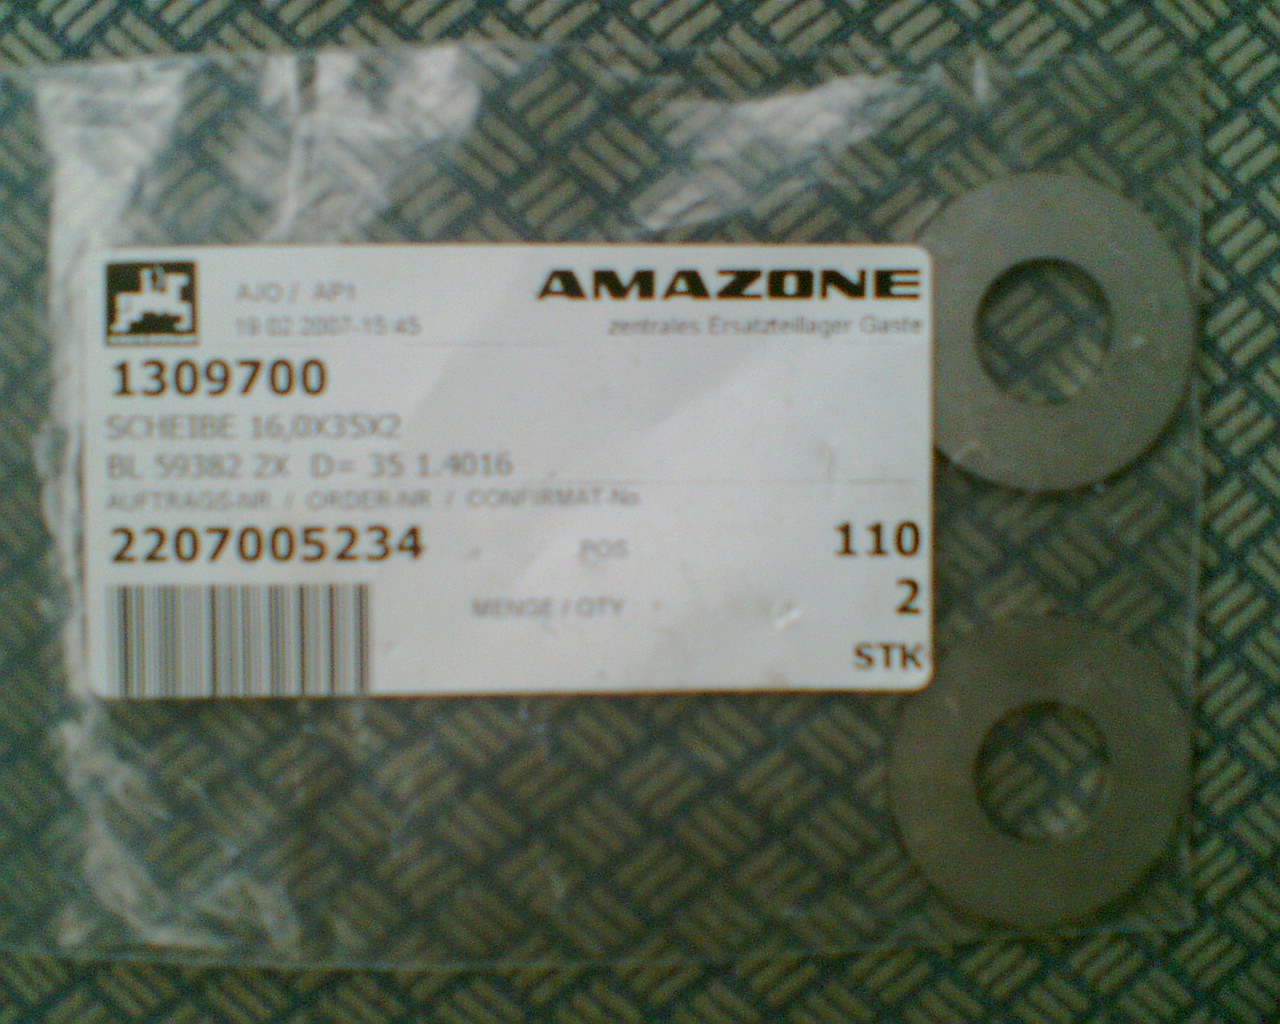 AMAZONE
AJO / AP1
19.02.2007-15:45
zentrales Ersatzteillager Gaste
1309700
SCHEIBE 16,0X35X2
BL 59382 2X D= 35 1.4016
AUFTRAGS-NR. / ORDER-NR. / CONFIRMAT-No
2207005234
POS
110
MENGE / QTY
2
STK